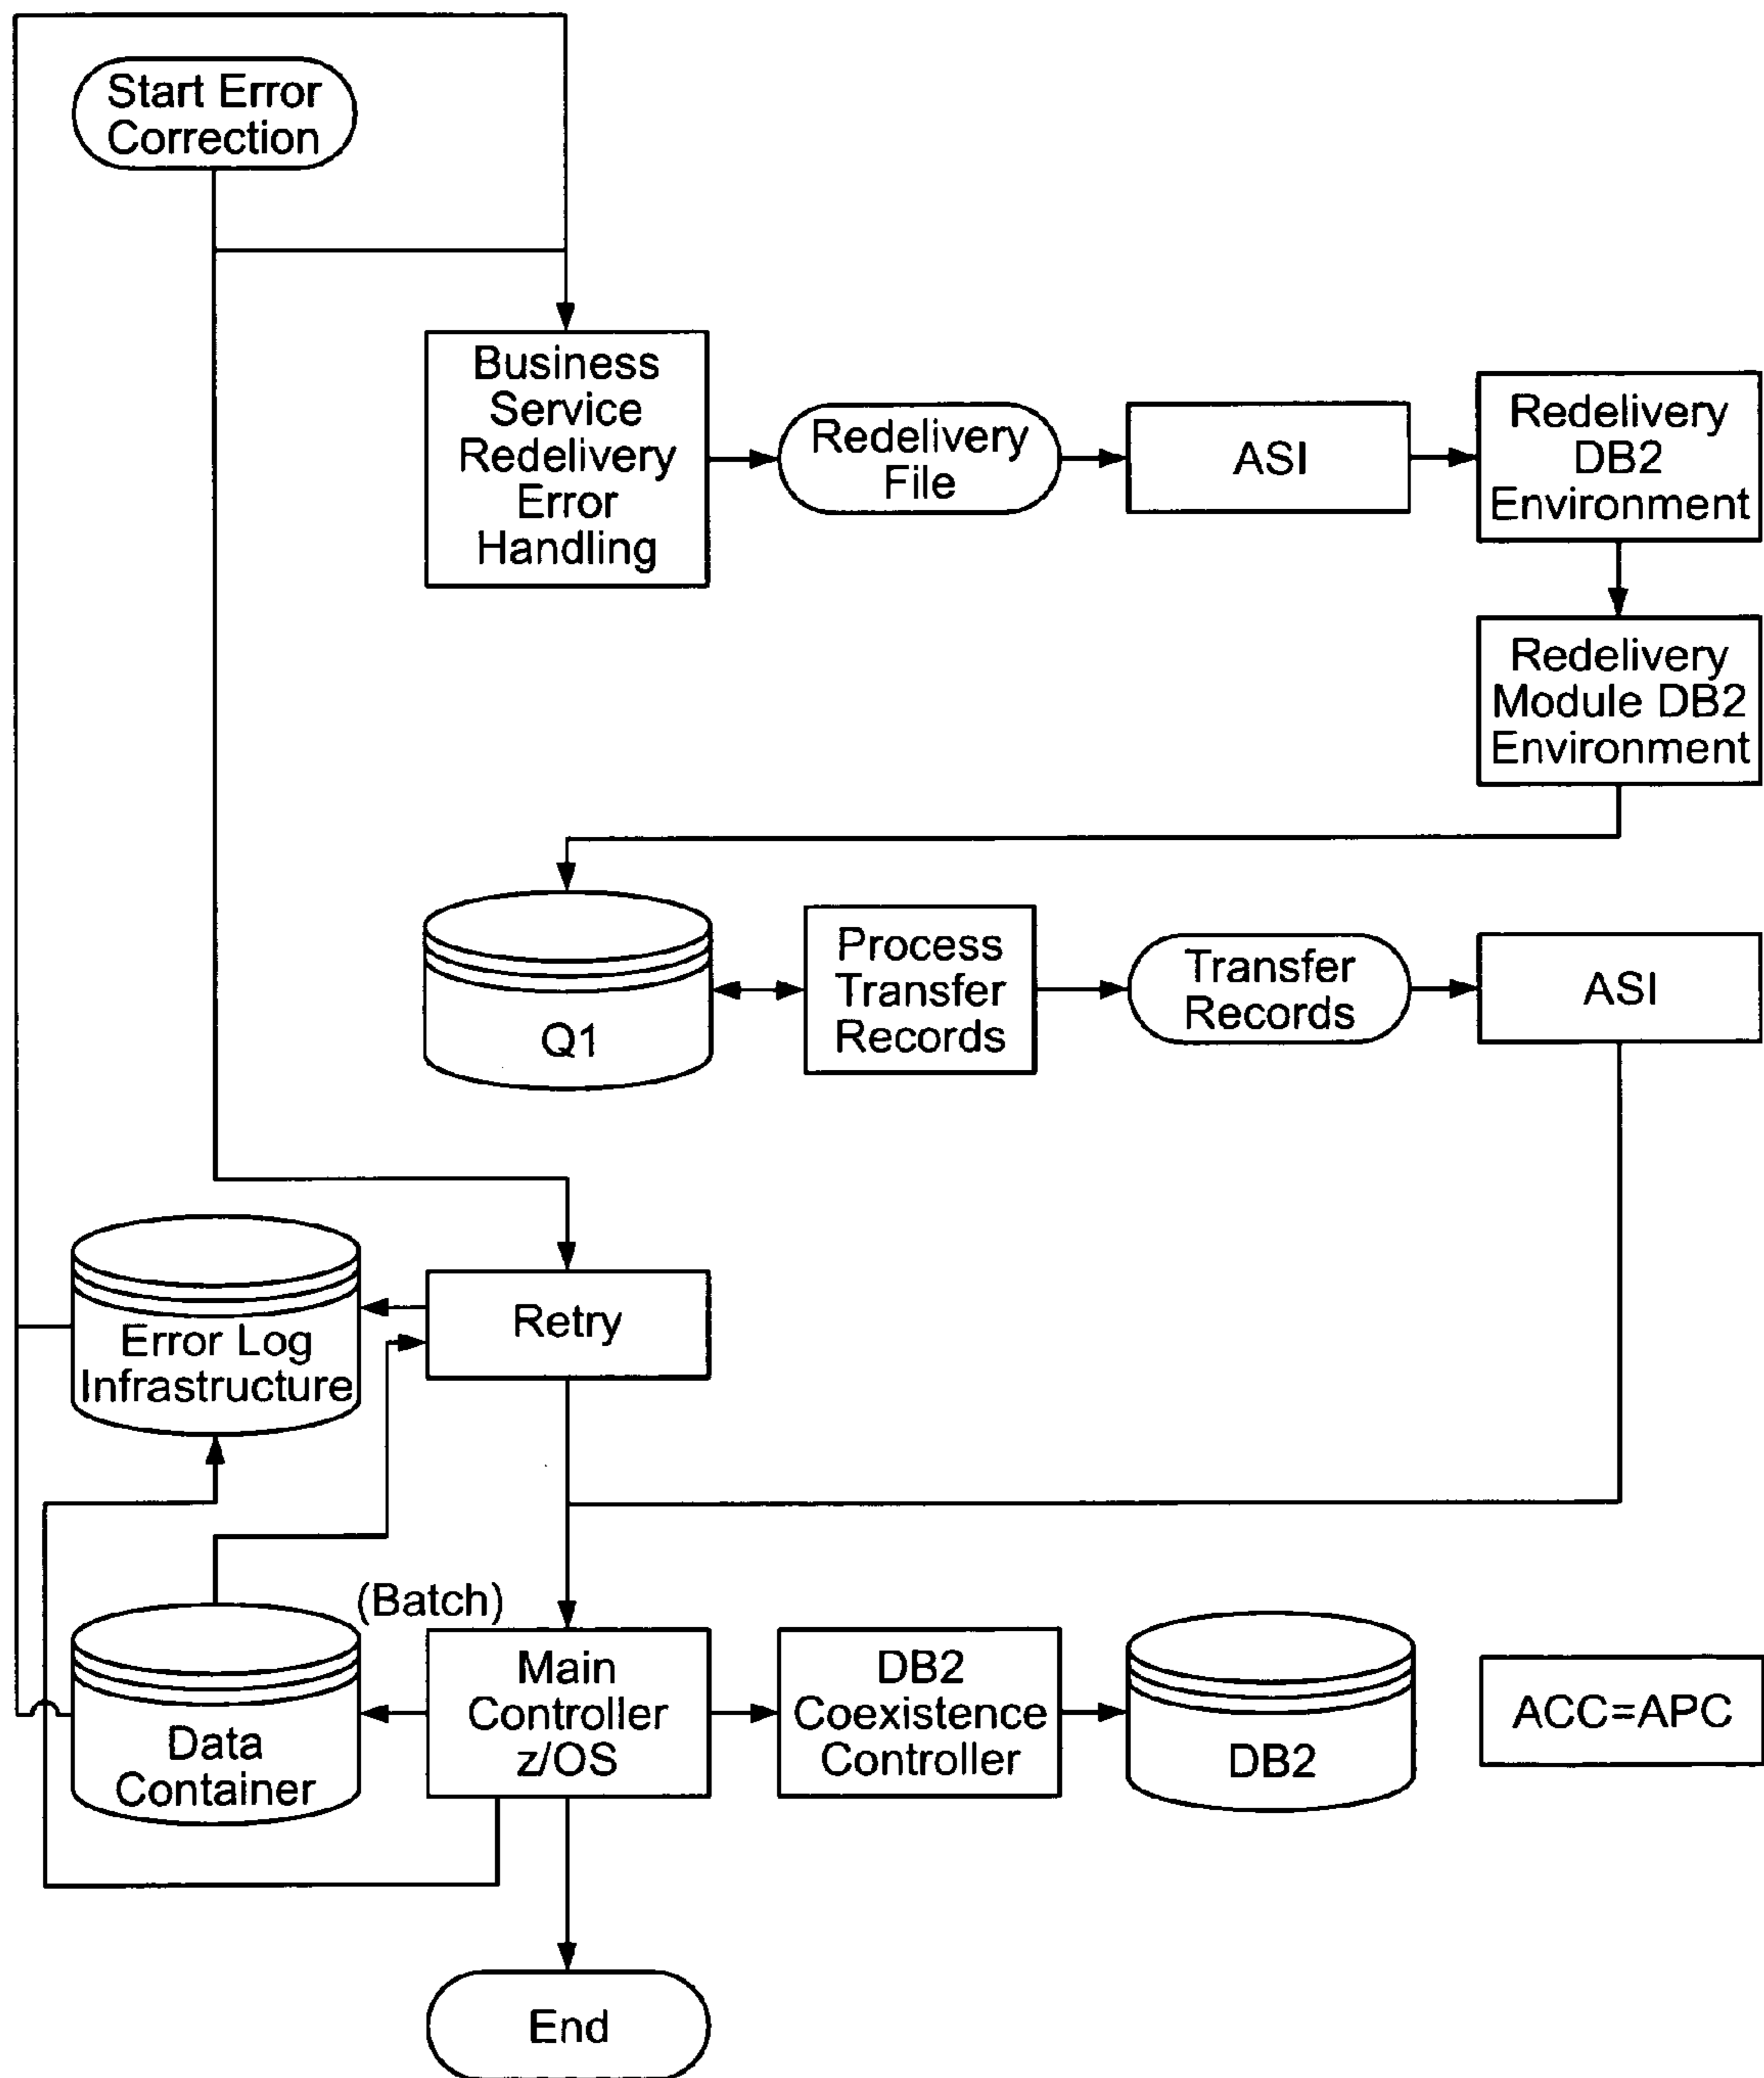 Start Error
Correction
Business
Service
Redelivery
Error
Handling
Redelivery
File
ASI
Redelivery
DB2
Environment
Redelivery
Module DB2
Environment
Q1
Process
Transfer
Records
Transfer
Records
ASI
Error Log
Infrastructure
Retry
(Batch)
Data
Container
Main
Controller
z/OS
DB2
Coexistence
Controller
DB2
ACC=APC
End